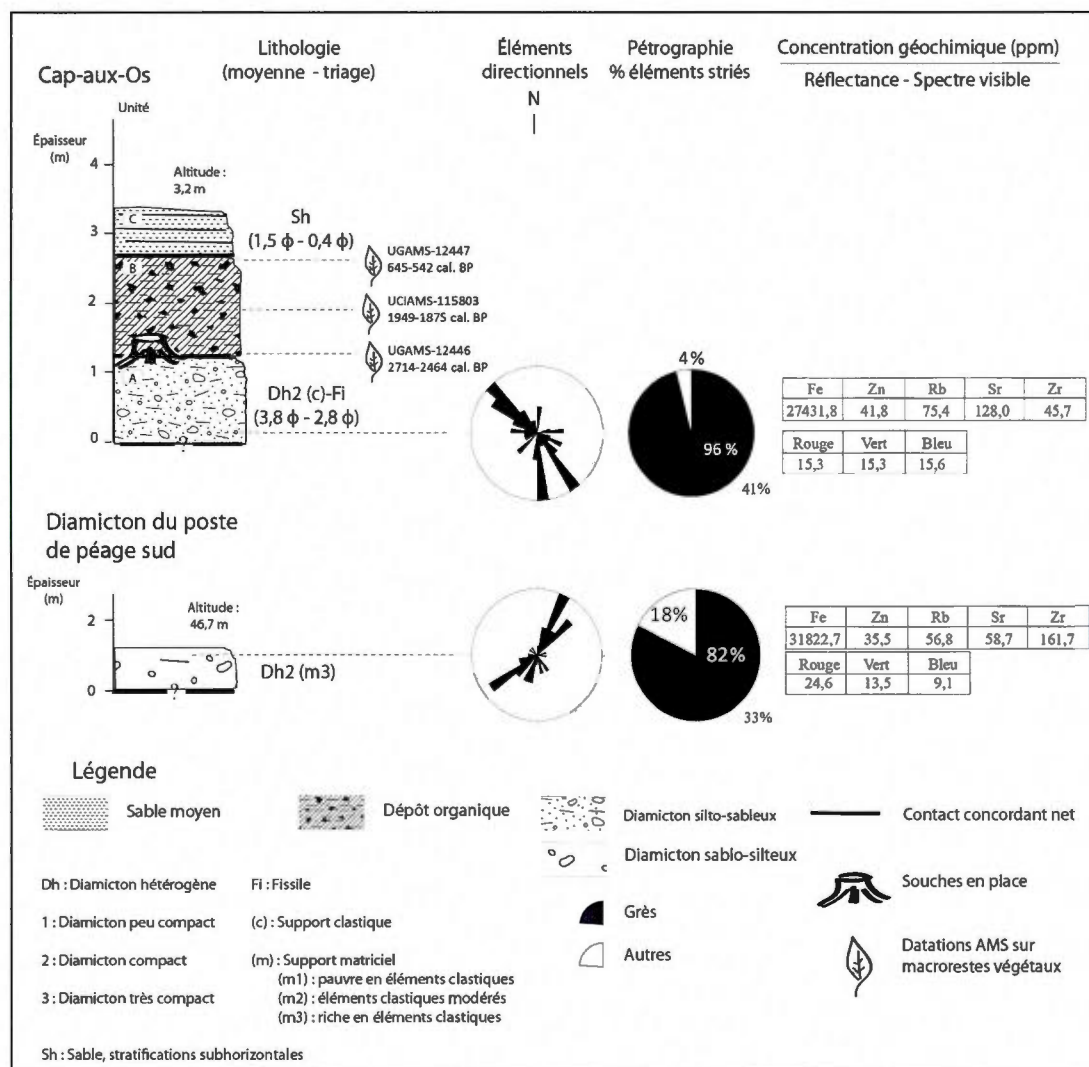 Cap-aux-Os
Lithologie
(moyenne - triage)
Éléments
directionnels
N
Pétrographie
% éléments striés
Concentration géochimique (ppm)
Réflectance - Spectre visible
Unité
Épaisseur
(m)
Altitude :
3,2 m
4
3
2
1
0
C
B
A
Sh
(1,5 ϕ - 0,4 ϕ)
UGAMS-12447
645-542 cal. BP
UCIAMS-115803
1949-187S cal. BP
UGAMS-12446
2714-2464 cal. BP
Dh2 (c)-Fi
(3,8 ϕ - 2,8 ϕ)
4%
96 %
41%
Fe Zn Rb Sr Zr
27431,8 41,8 75,4 128,0 45,7
Rouge Vert Bleu
15,3 15,3 15,6
Diamicton du poste
de péage sud
Épaisseur
(m)
Altitude :
46,7 m
2
1
0
?
Dh2 (m3)
18%
82%
33%
Fe Zn Rb Sr Zr
31822,7 35,5 56,8 58,7 161,7
Rouge Vert Bleu
24,6 13,5 9,1
Légende
Sable moyen
Dépôt organique
Diamicton silto-sableux
Diamicton sablo-silteux
Grès
Autres
Contact concordant net
Souches en place
Datations AMS sur
macrorestes végétaux
Dh : Diamicton hétérogène
1 : Diamicton peu compact
2 : Diamicton compact
3 : Diamicton très compact
Sh : Sable, stratifications subhorizontales
Fi : Fissile
(c) : Support clastique
(m) : Support matriciel
(m1) : pauvre en éléments clastiques
(m2) : éléments clastiques modérés
(m3) : riche en éléments clastiques